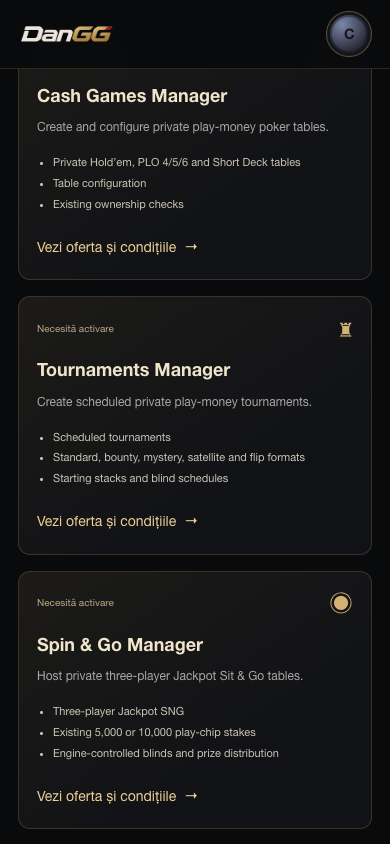 DanGG
C
Cash Games Manager
Create and configure private play-money poker tables.
• Private Hold’em, PLO 4/5/6 and Short Deck tables
• Table configuration
• Existing ownership checks
Vezi oferta și condițiile →
Necesită activare
Tournaments Manager
Create scheduled private play-money tournaments.
• Scheduled tournaments
• Standard, bounty, mystery, satellite and flip formats
• Starting stacks and blind schedules
Vezi oferta și condițiile →
Necesită activare
Spin & Go Manager
Host private three-player Jackpot Sit & Go tables.
• Three-player Jackpot SNG
• Existing 5,000 or 10,000 play-chip stakes
• Engine-controlled blinds and prize distribution
Vezi oferta și condițiile →